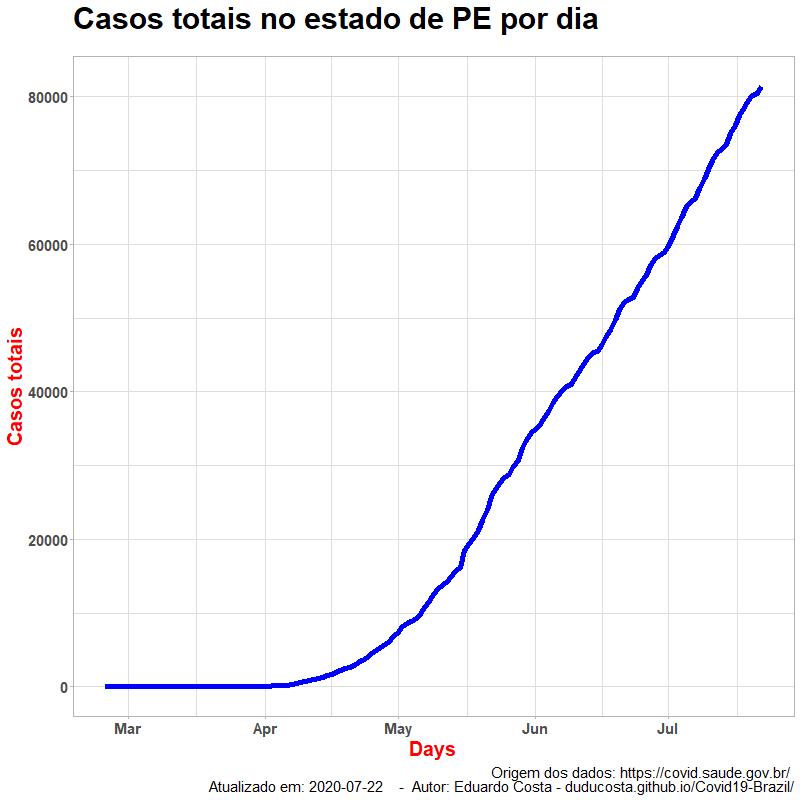 Casos totais no estado de PE por dia
Casos totais
80000
60000
40000
20000
0
Mar Apr May Jun Jul
Days
Origem dos dados: https://covid.saude.gov.br/
Atualizado em: 2020-07-22 - Autor: Eduardo Costa - duducosta.github.io/Covid19-Brazil/